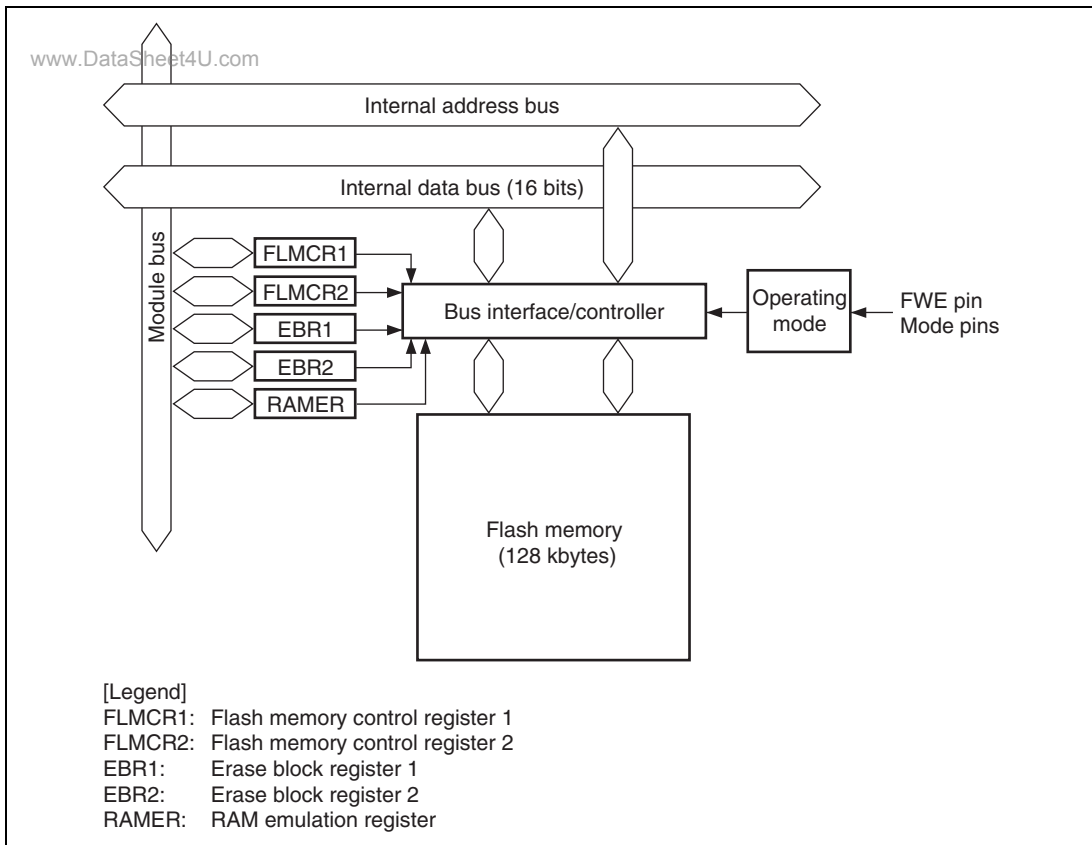 www.DataSheet4U.com
Internal address bus
Internal data bus (16 bits)
Module bus
FLMCR1
FLMCR2
EBR1
EBR2
RAMER
Bus interface/controller
Operating
mode
FWE pin
Mode pins
Flash memory
(128 kbytes)
[Legend]
FLMCR1: Flash memory control register 1
FLMCR2: Flash memory control register 2
EBR1: Erase block register 1
EBR2: Erase block register 2
RAMER: RAM emulation register